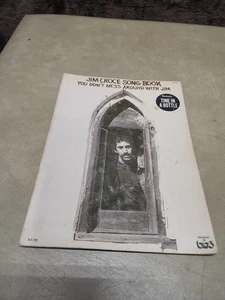 JIM CROCE SONG BOOK
YOU DON'T MESS AROUND WITH JIM
TIME IN
A BOTTLE